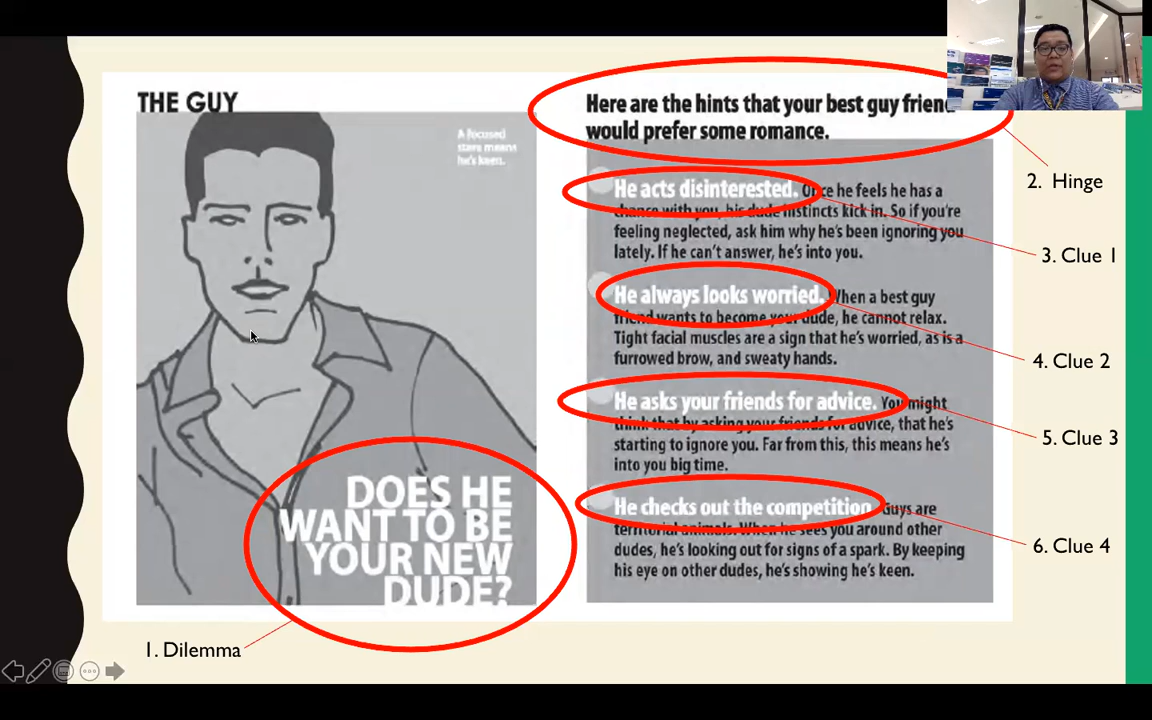 THE GUY
A focused
stare means
he's keen.
DOES HE
WANT TO BE
YOUR NEW
DUDE?
1. Dilemma
Here are the hints that your best guy friend
would prefer some romance.
He acts disinterested. Once he feels he has a
chance with you, his dude instincts kick in. So if you're
feeling neglected, ask him why he's been ignoring you
lately. If he can't answer, he's into you.
He always looks worried. When a best guy
friend wants to become your dude, he cannot relax.
Tight facial muscles are a sign that he's worried, as is a
furrowed brow, and sweaty hands.
He asks your friends for advice. You might
think that by asking your friends for advice, that he's
starting to ignore you. Far from this, this means he's
into you big time.
He checks out the competition. Guys are
territorial animals. When he sees you around other
dudes, he's looking out for signs of a spark. By keeping
his eye on other dudes, he's showing he's keen.
2. Hinge
3. Clue 1
4. Clue 2
5. Clue 3
6. Clue 4